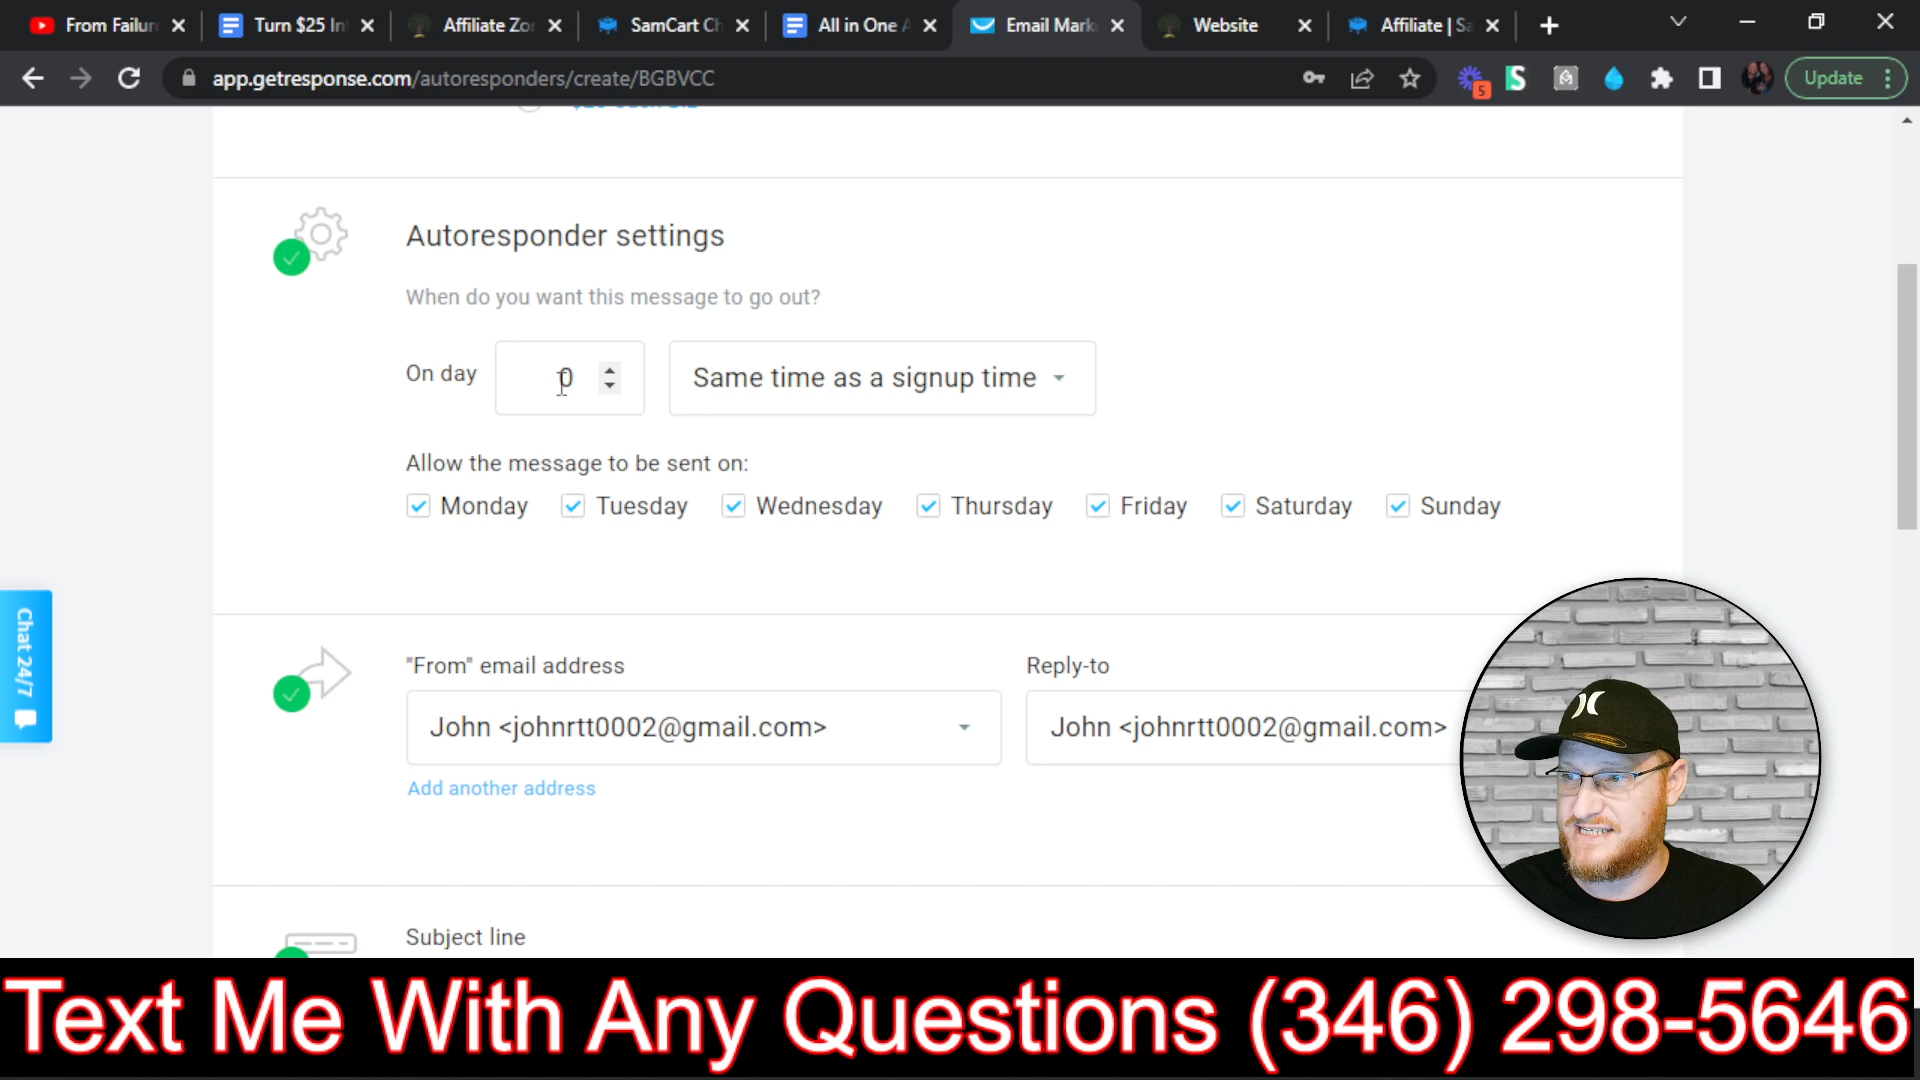 From Failur
Turn $25 In
Affiliate Zo
SamCart Ch
All in One A
Email Mark
Website
Affiliate | Sa
app.getresponse.com/autoresponders/create/BGBVCC
5
Update
Autoresponder settings
When do you want this message to go out?
On day
0
Same time as a signup time
Allow the message to be sent on:
Monday Tuesday Wednesday Thursday Friday Saturday Sunday
Chat 24/7
"From" email address
Reply-to
John <johnrtt0002@gmail.com>
John <johnrtt0002@gmail.com>
Add another address
Subject line
Text Me With Any Questions (346) 298-5646